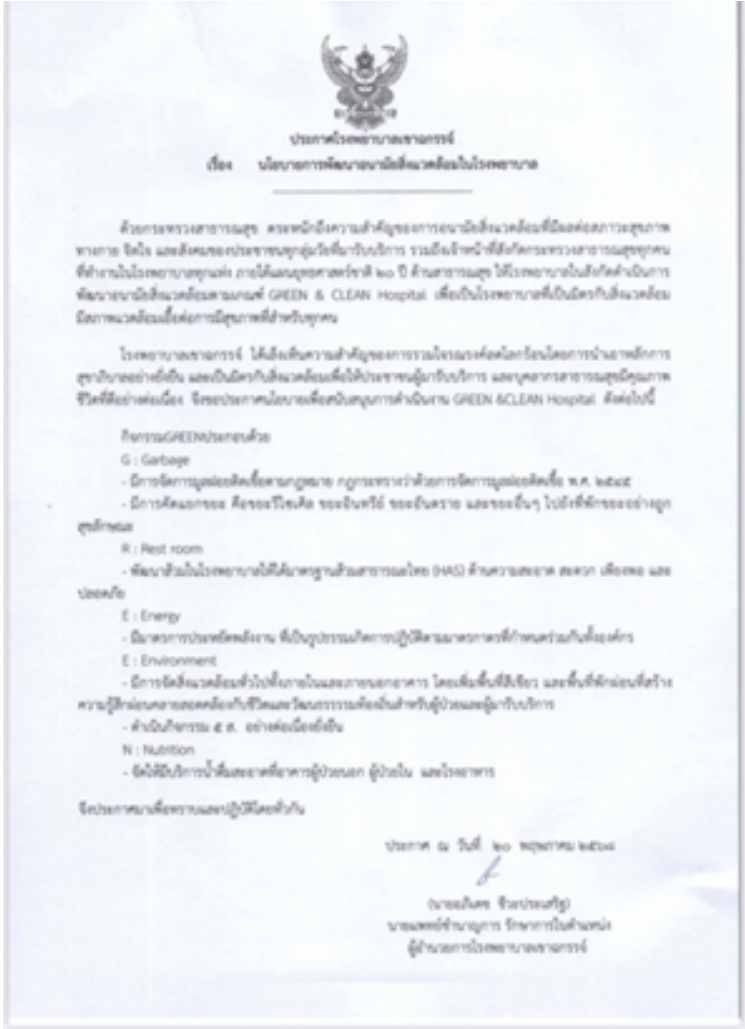 ประกาศโรงพยาบาลเขาฉกรรจ์
เรื่อง นโยบายการพัฒนาอนามัยสิ่งแวดล้อมในโรงพยาบาล
ด้วยกระทรวงสาธารณสุข ตระหนักถึงความสำคัญของการอนามัยสิ่งแวดล้อมที่มีผลต่อสภาวะสุขภาพ
ทางกาย จิตใจ และสังคมของประชาชนทุกกลุ่มวัยที่มารับบริการ รวมถึงเจ้าหน้าที่สังกัดกระทรวงสาธารณสุขทุกคน
ที่ทำงานในโรงพยาบาลทุกแห่ง ภายใต้แผนยุทธศาสตร์ชาติ ๒๐ ปี ด้านสาธารณสุข ให้โรงพยาบาลในสังกัดดำเนินการ
พัฒนาอนามัยสิ่งแวดล้อมตามเกณฑ์ GREEN & CLEAN Hospital เพื่อเป็นโรงพยาบาลที่เป็นมิตรกับสิ่งแวดล้อม
มีสภาพแวดล้อมเอื้อต่อการมีสุขภาพที่สำหรับทุกคน
โรงพยาบาลเขาฉกรรจ์ ได้เล็งเห็นความสำคัญของการรวมใจรณรงค์ลดโลกร้อนโดยการนำเอาหลักการ
สุขาภิบาลอย่างยั่งยืน และเป็นมิตรกับสิ่งแวดล้อมเพื่อให้ประชาชนผู้มารับบริการ และบุคลากรสาธารณสุขมีคุณภาพ
ชีวิตที่ดีอย่างต่อเนื่อง จึงขอประกาศนโยบายเพื่อสนับสนุนการดำเนินงาน GREEN &CLEAN Hospital ดังต่อไปนี้
กิจกรรมGREENประกอบด้วย
G : Garbage
- มีการจัดการมูลฝอยติดเชื้อตามกฎหมาย กฎกระทรวงว่าด้วยการจัดการมูลฝอยติดเชื้อ พ.ศ. ๒๕๔๕
- มีการคัดแยกขยะ คือขยะรีไซเคิล ขยะอินทรีย์ ขยะอันตราย และขยะอื่นๆ ไปยังที่พักขยะอย่างถูก
สุขลักษณะ
R : Rest room
- พัฒนาส้วมในโรงพยาบาลให้ได้มาตรฐานส้วมสาธารณะไทย (HAS) ด้านความสะอาด สะดวก เพียงพอ และ
ปลอดภัย
E : Energy
- มีมาตรการประหยัดพลังงาน ที่เป็นรูปธรรมเกิดการปฏิบัติตามมาตรการที่กำหนดร่วมกันทั้งองค์กร
E : Environment
- มีการจัดสิ่งแวดล้อมทั่วไปทั้งภายในและภายนอกอาคาร โดยเพิ่มพื้นที่สีเขียว และพื้นที่พักผ่อนที่สร้าง
ความรู้สึกผ่อนคลายสอดคล้องกับชีวิตและวัฒนธรรมท้องถิ่นสำหรับผู้ป่วยและผู้มารับบริการ
- ดำเนินกิจกรรม ๕ ส. อย่างต่อเนื่องยั่งยืน
N : Nutrition
- จัดให้มีบริการน้ำดื่มสะอาดที่อาคารผู้ป่วยนอก ผู้ป่วยใน และโรงอาหาร
จึงประกาศมาเพื่อทราบและปฏิบัติโดยทั่วกัน
ประกาศ ณ วันที่ ๒๐ พฤษภาคม
(นายอภิเดช ชีวะประเสริฐ)
นายแพทย์ชำนาญการ รักษาการในตำแหน่ง
ผู้อำนวยการโรงพยาบาลเขาฉกรรจ์